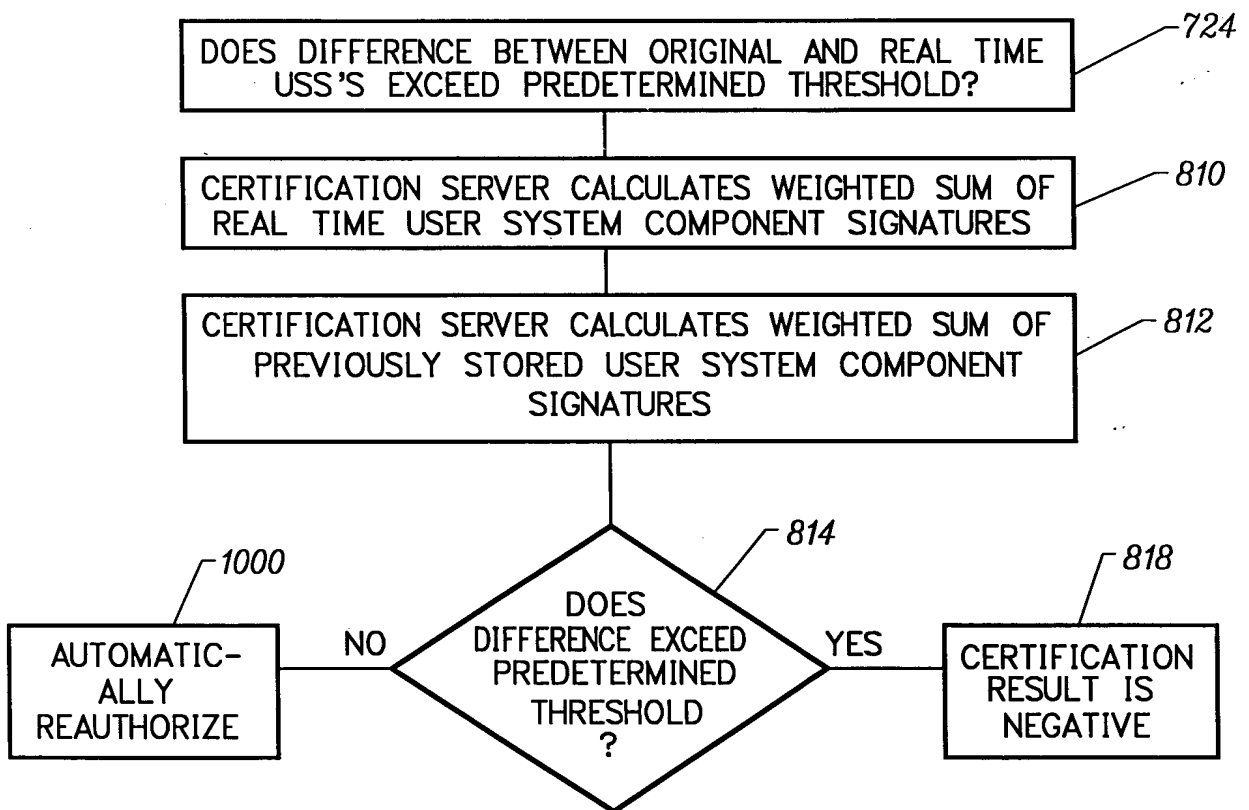 DOES DIFFERENCE BETWEEN ORIGINAL AND REAL TIME
USS'S EXCEED PREDETERMINED THRESHOLD?
724
CERTIFICATION SERVER CALCULATES WEIGHTED SUM OF
REAL TIME USER SYSTEM COMPONENT SIGNATURES
810
CERTIFICATION SERVER CALCULATES WEIGHTED SUM OF
PREVIOUSLY STORED USER SYSTEM COMPONENT
SIGNATURES
812
814
DOES
DIFFERENCE EXCEED
PREDETERMINED
THRESHOLD
?
NO
YES
1000
AUTOMATIC-
ALLY
REAUTHORIZE
818
CERTIFICATION
RESULT IS
NEGATIVE